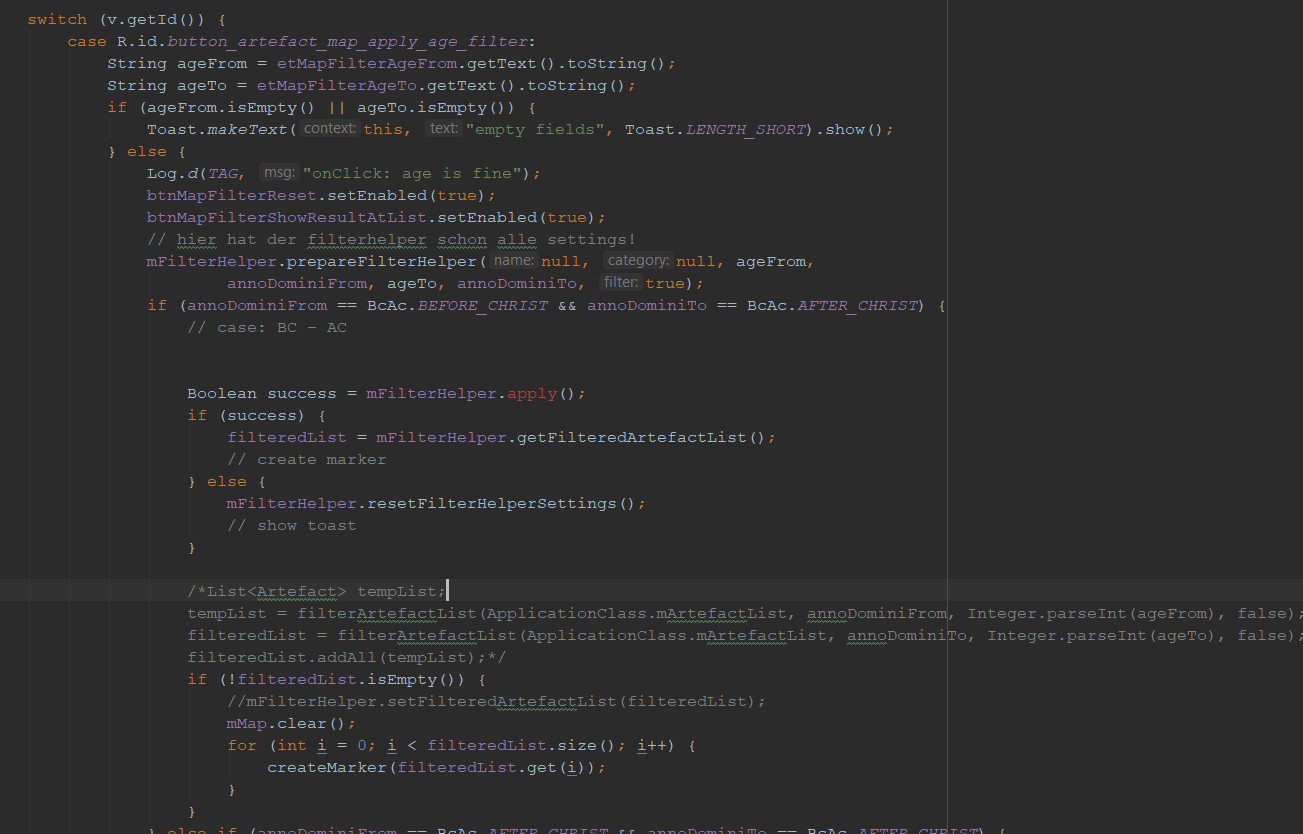 switch (v.getId()) {
case R.id.button_artefact_map_apply_age_filter:
String ageFrom = etMapFilterAgeFrom.getText().toString();
String ageTo = etMapFilterAgeTo.getText().toString();
if (ageFrom.isEmpty() || ageTo.isEmpty()) {
Toast.makeText( context: this, text: "empty fields", Toast.LENGTH_SHORT).show();
} else {
Log.d(TAG, msg: "onClick: age is fine");
btnMapFilterReset.setEnabled(true);
btnMapFilterShowResultAtList.setEnabled(true);
// hier hat der filterhelper schon alle settings!
mFilterHelper.prepareFilterHelper( name: null, category: null, ageFrom,
annoDominiFrom, ageTo, annoDominiTo, filter: true);
if (annoDominiFrom == BcAc.BEFORE_CHRIST && annoDominiTo == BcAc.AFTER_CHRIST) {
// case: BC - AC
Boolean success = mFilterHelper.apply();
if (success) {
filteredList = mFilterHelper.getFilteredArtefactList();
// create marker
} else {
mFilterHelper.resetFilterHelperSettings();
// show toast
}
/*List<Artefact> tempList;
tempList = filterArtefactList(ApplicationClass.mArtefactList, annoDominiFrom, Integer.parseInt(ageFrom), false);
filteredList = filterArtefactList(ApplicationClass.mArtefactList, annoDominiTo, Integer.parseInt(ageTo), false);
filteredList.addAll(tempList);*/
if (!filteredList.isEmpty()) {
//mFilterHelper.setFilteredArtefactList(filteredList);
mMap.clear();
for (int i = 0; i < filteredList.size(); i++) {
createMarker(filteredList.get(i));
}
}
} else if (annoDominiFrom == BcAc.AFTER_CHRIST && annoDominiTo == BcAc.AFTER_CHRIST) {